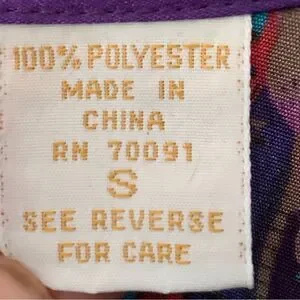 100% POLYESTER
MADE IN
CHINA
RN 70091
S
SEE REVERSE
FOR CARE